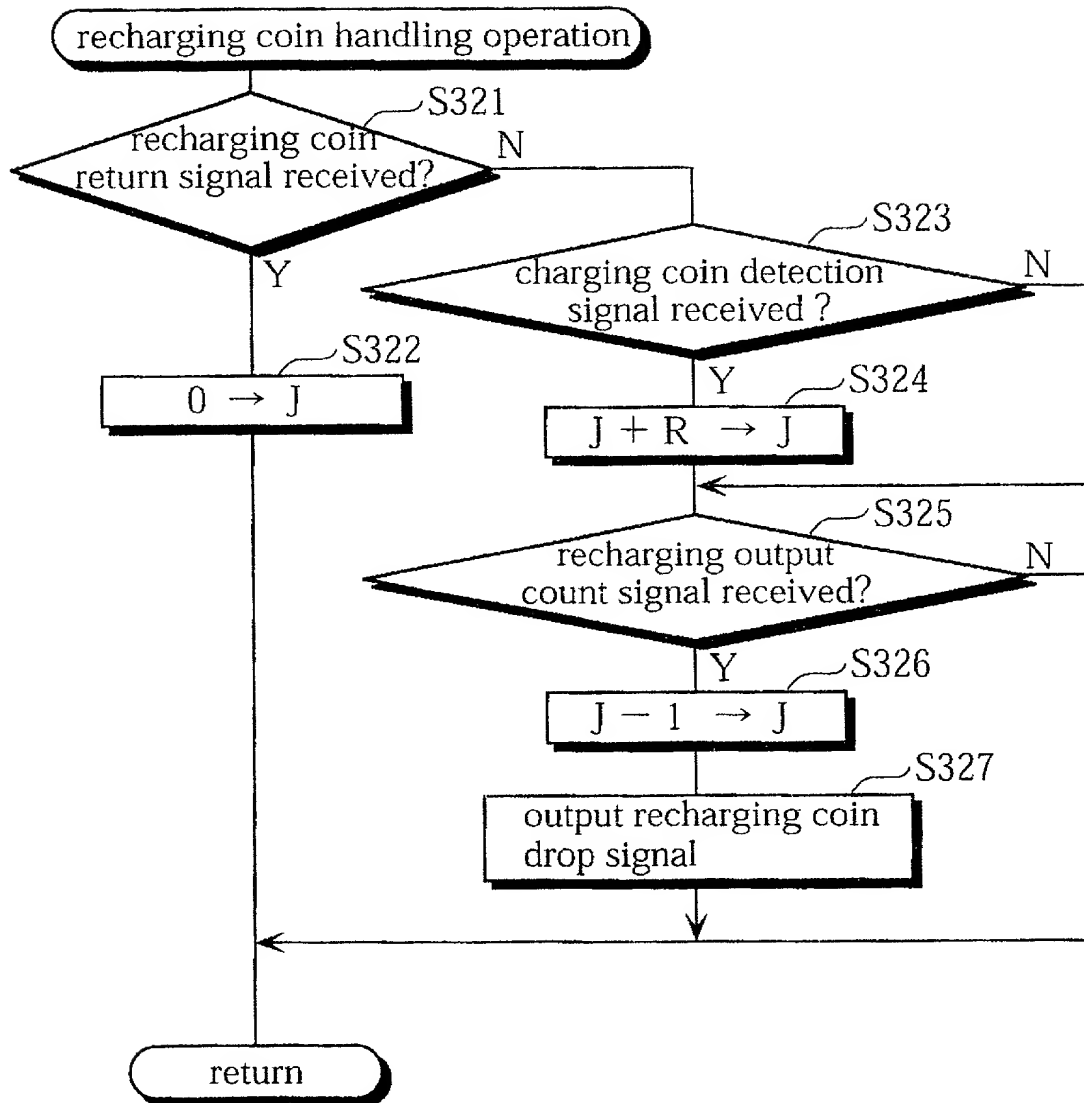 recharging coin handling operation
S321
recharging coin
return signal received?
N
Y
S322
0 → J
S323
charging coin detection
signal received ?
N
Y
S324
J + R → J
S325
recharging output
count signal received?
N
Y
S326
J − 1 → J
S327
output recharging coin
drop signal
return